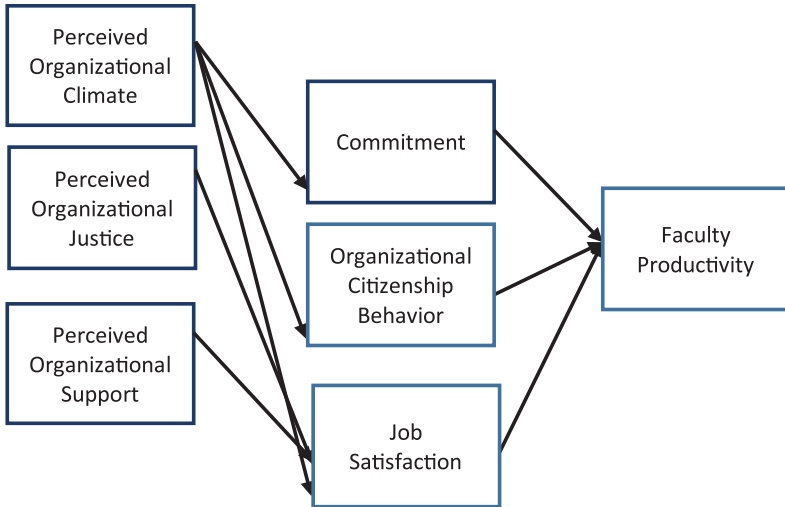 Perceived
Organizational
Climate
Perceived
Organizational
Justice
Perceived
Organizational
Support
Commitment
Organizational
Citizenship
Behavior
Job
Satisfaction
Faculty
Productivity